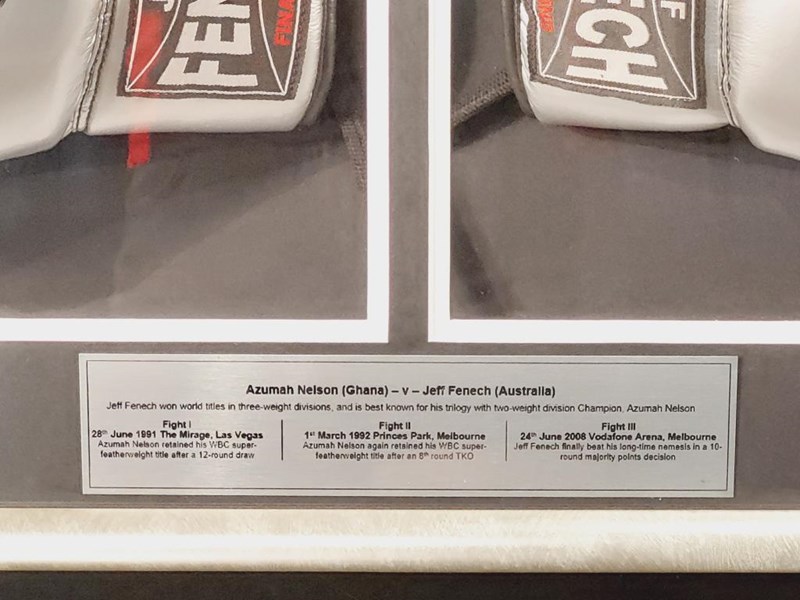 FEN
FINA
ECH
F
Azumah Nelson (Ghana) – v – Jeff Fenech (Australia)
Jeff Fenech won world titles in three-weight divisions, and is best known for his trilogy with two-weight division Champion, Azumah Nelson
Fight I
28th June 1991 The Mirage, Las Vegas
Azumah Nelson retained his WBC super-
featherweight title after a 12-round draw
Fight II
1st March 1992 Princes Park, Melbourne
Azumah Nelson again retained his WBC super-
featherweight title after an 8th round TKO
Fight III
24th June 2008 Vodafone Arena, Melbourne
Jeff Fenech finally beat his long-time nemesis in a 10-
round majority points decision